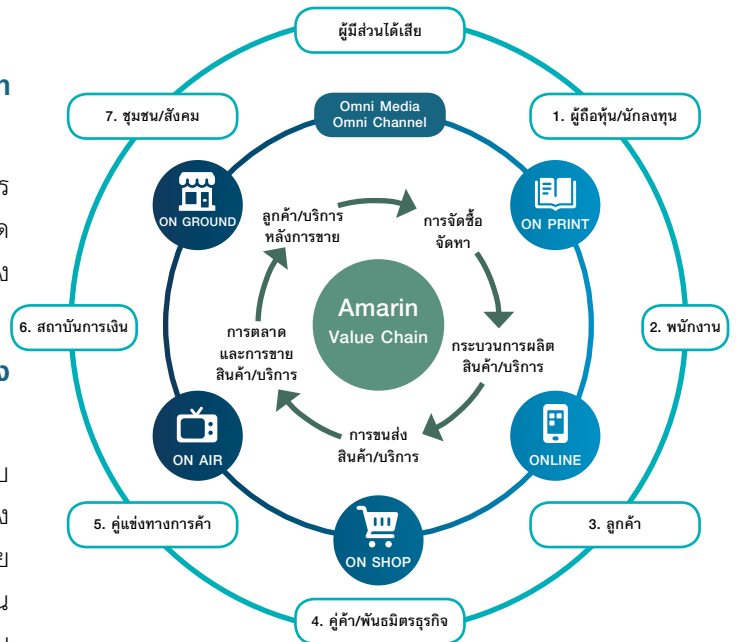 ผู้มีส่วนได้เสีย
7. ชุมชน/สังคม
Omni Media
Omni Channel
1. ผู้ถือหุ้น/นักลงทุน
ON GROUND
ON PRINT
ลูกค้า/บริการ
หลังการขาย
การจัดซื้อ
จัดหา
6. สถาบันการเงิน
Amarin
Value Chain
2. พนักงาน
การตลาด
และการขาย
สินค้า/บริการ
กระบวนการผลิต
สินค้า/บริการ
การขนส่ง
สินค้า/บริการ
ON AIR
ONLINE
5. คู่แข่งทางการค้า
3. ลูกค้า
ON SHOP
4. คู่ค้า/พันธมิตรธุรกิจ